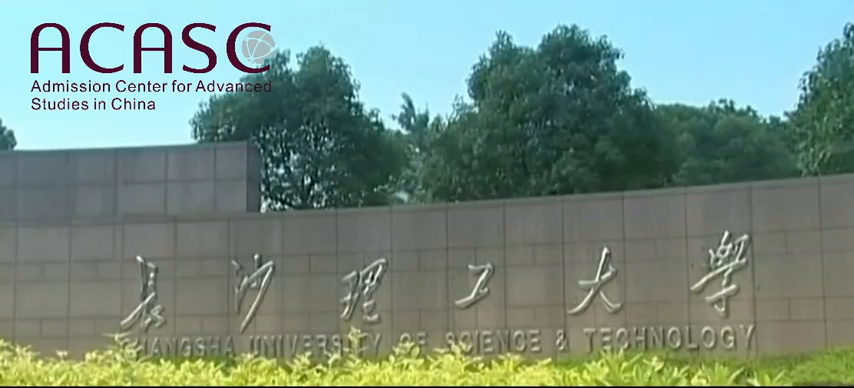 ACASC
Admission Center for Advanced
Studies in China
长沙理工大学
CHANGSHA UNIVERSITY OF SCIENCE & TECHNOLOGY